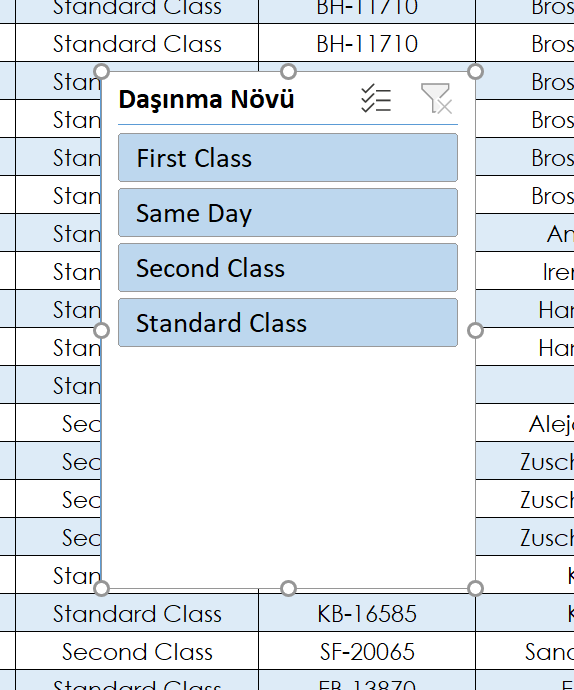 Standard Class BH-11710 Bros
Standard Class BH-11710 Bros
Stan Bros
Daşınma Növü
Stan Bros
First Class
Stan Bros
Stan Bros
Same Day
Stan An
Second Class
Stan Irer
Stan Har
Standard Class
Stan Har
Stan
Sec Alej
Sec Zusch
Sec Zusch
Sec Zusch
Stan K
Standard Class KB-16585 K
Second Class SF-20065 Sand
Standard Class EB-13870